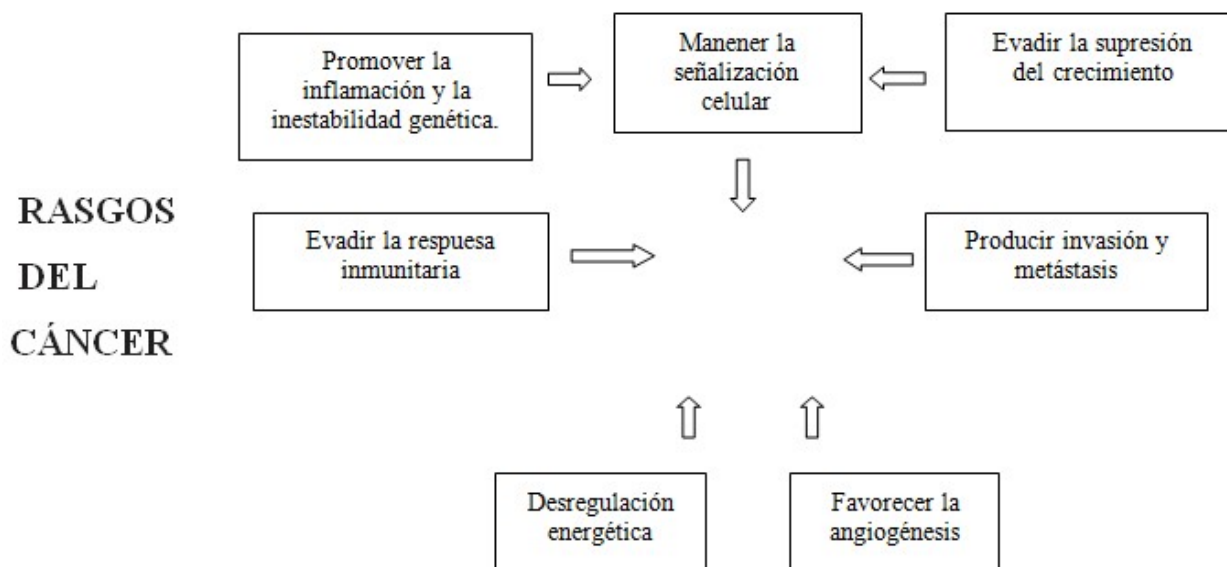 Promover la
inflamación y la
inestabilidad genética.
Manener la
señalización
celular
Evadir la supresión
del crecimiento
RASGOS
DEL
CÁNCER
Evadir la respuesa
inmunitaria
Producir invasión y
metástasis
Desregulación
energética
Favorecer la
angiogénesis